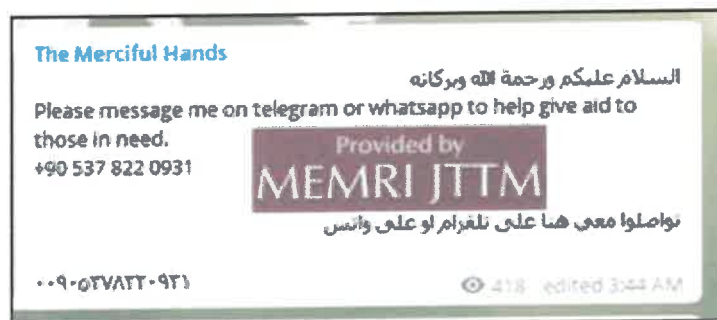 The Merciful Hands
السلام عليكم ورحمة الله وبركاته
Please message me on telegram or whatsapp to help give aid to
those in need.
+90 537 822 0931
Provided by
MEMRI JTTM
تواصلوا معي هنا على تلغرام او على واتس
٠٠٩٠٥٣٧٨٢٢٠٩٣١
418 edited 3:44 AM